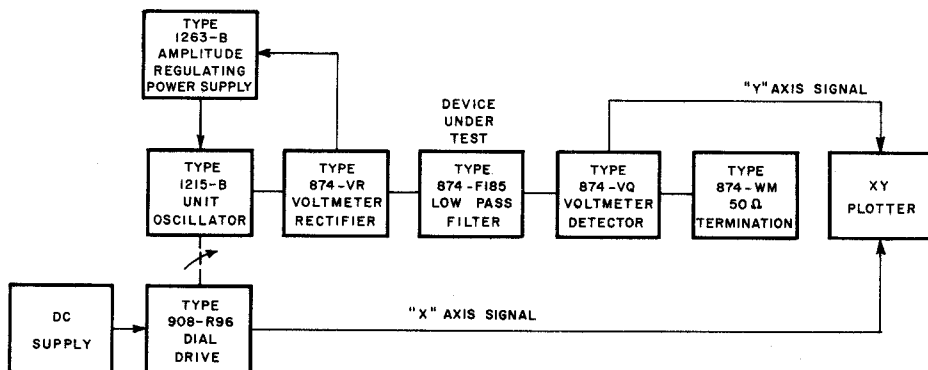 TYPE
1263-B
AMPLITUDE
REGULATING
POWER SUPPLY
DEVICE
UNDER
TEST
"Y" AXIS SIGNAL
TYPE
1215-B
UNIT
OSCILLATOR
TYPE
874-VR
VOLTMETER
RECTIFIER
TYPE
874-F185
LOW PASS
FILTER
TYPE
874-VQ
VOLTMETER
DETECTOR
TYPE
874-WM
50Ω
TERMINATION
XY
PLOTTER
DC
SUPPLY
TYPE
908-R96
DIAL
DRIVE
"X" AXIS SIGNAL